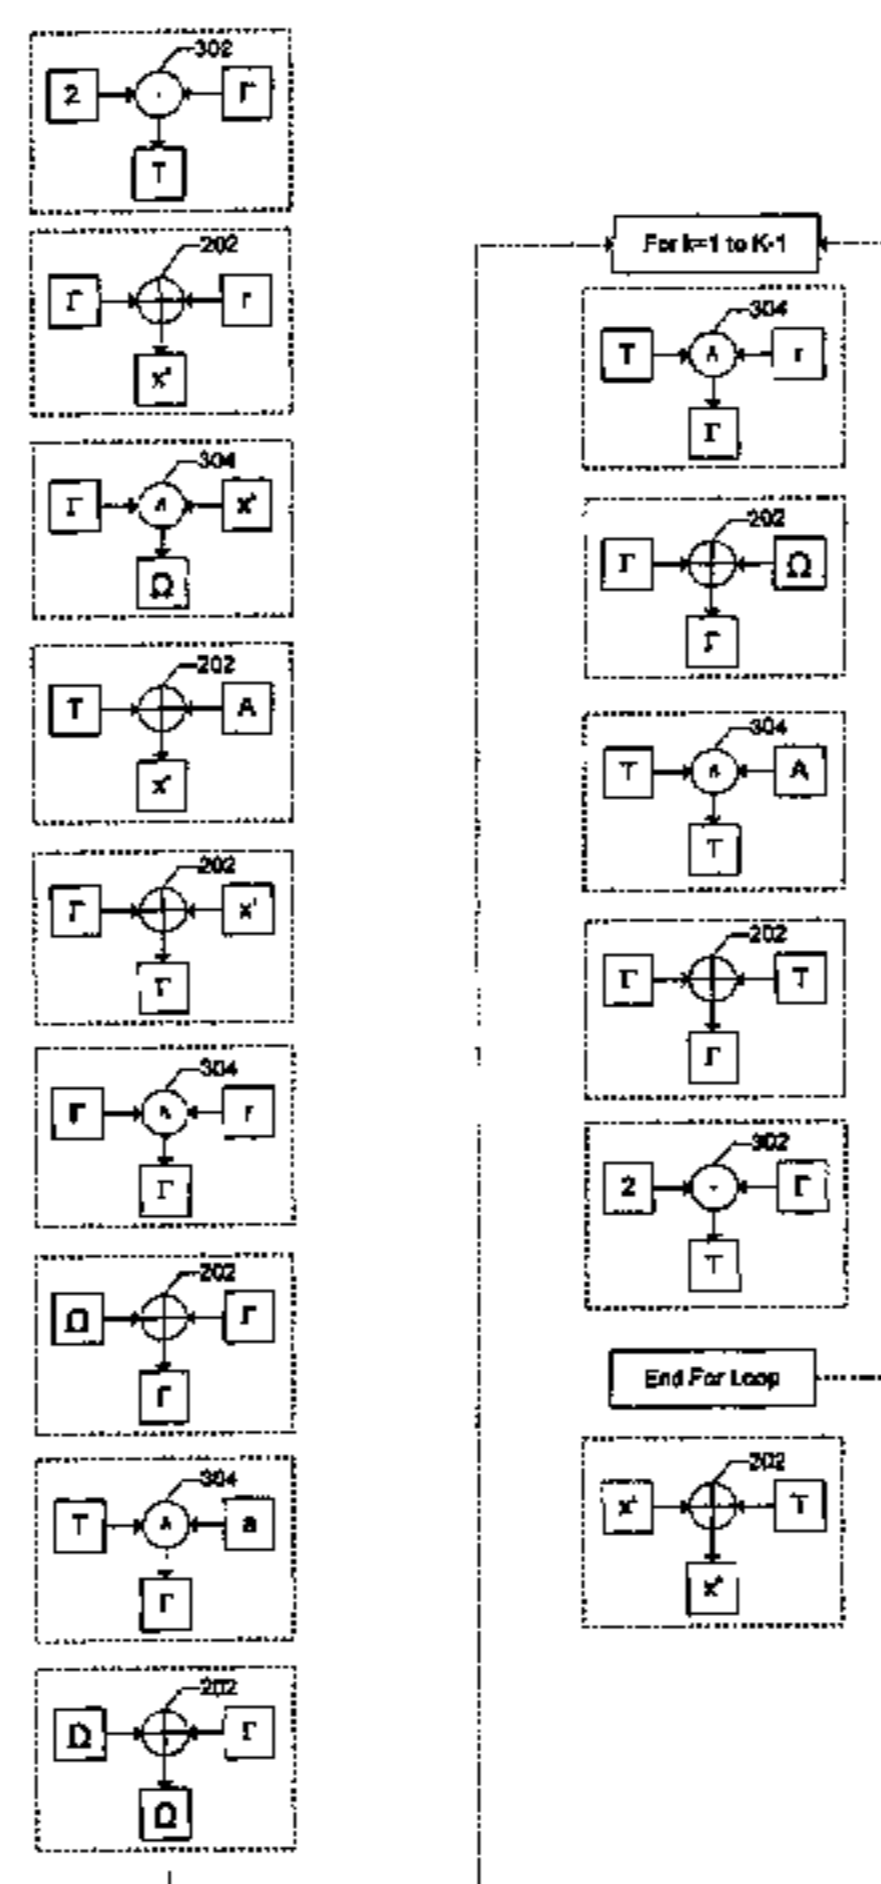 302
2 · Γ
T
202
Γ r
x'
304
Γ ∧ x'
Ω
202
T A
x'
202
Γ x'
Γ
304
Γ ∧ r
Γ
202
Ω Γ
Γ
304
T ∧ a
Γ
202
Ω Γ
Ω
For k=1 to K-1
304
T ∧ r
Γ
202
Γ Ω
Γ
304
T ∧ A
T
202
Γ T
Γ
302
2 · Γ
T
End For Loop
202
x' T
x'